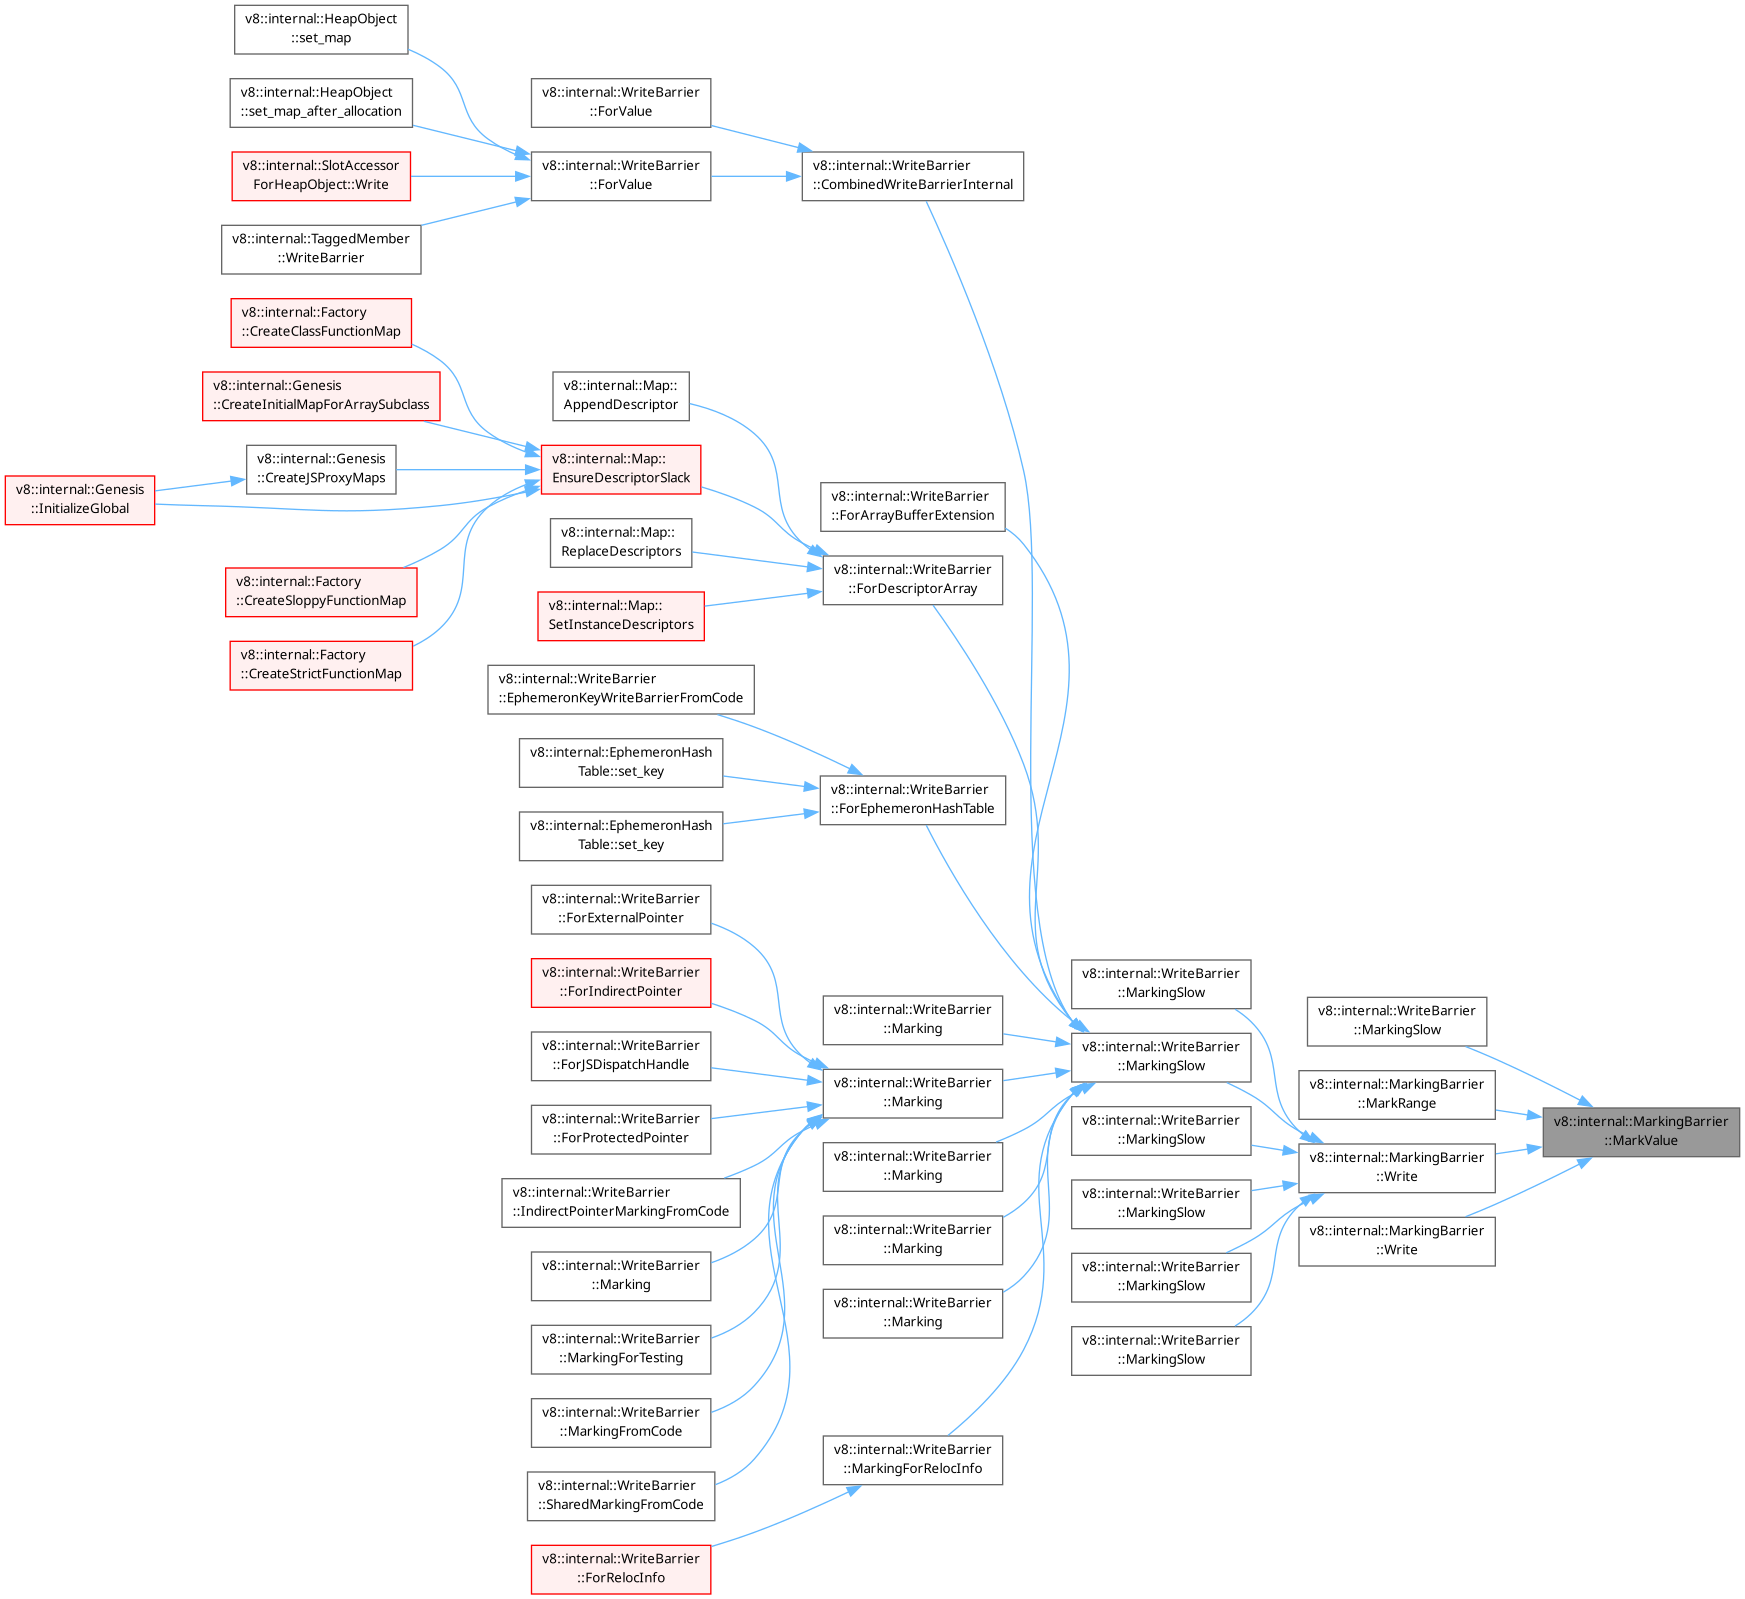 v8::internal::HeapObject
::set_map
v8::internal::HeapObject
::set_map_after_allocation
v8::internal::SlotAccessor
ForHeapObject::Write
v8::internal::TaggedMember
::WriteBarrier
v8::internal::WriteBarrier
::ForValue
v8::internal::WriteBarrier
::ForValue
v8::internal::WriteBarrier
::CombinedWriteBarrierInternal
v8::internal::Factory
::CreateClassFunctionMap
v8::internal::Genesis
::CreateInitialMapForArraySubclass
v8::internal::Genesis
::CreateJSProxyMaps
v8::internal::Genesis
::InitializeGlobal
v8::internal::Factory
::CreateSloppyFunctionMap
v8::internal::Factory
::CreateStrictFunctionMap
v8::internal::Map::
AppendDescriptor
v8::internal::Map::
EnsureDescriptorSlack
v8::internal::Map::
ReplaceDescriptors
v8::internal::Map::
SetInstanceDescriptors
v8::internal::WriteBarrier
::ForArrayBufferExtension
v8::internal::WriteBarrier
::ForDescriptorArray
v8::internal::WriteBarrier
::EphemeronKeyWriteBarrierFromCode
v8::internal::EphemeronHash
Table::set_key
v8::internal::EphemeronHash
Table::set_key
v8::internal::WriteBarrier
::ForEphemeronHashTable
v8::internal::WriteBarrier
::ForExternalPointer
v8::internal::WriteBarrier
::ForIndirectPointer
v8::internal::WriteBarrier
::ForJSDispatchHandle
v8::internal::WriteBarrier
::ForProtectedPointer
v8::internal::WriteBarrier
::IndirectPointerMarkingFromCode
v8::internal::WriteBarrier
::Marking
v8::internal::WriteBarrier
::MarkingForTesting
v8::internal::WriteBarrier
::MarkingFromCode
v8::internal::WriteBarrier
::SharedMarkingFromCode
v8::internal::WriteBarrier
::ForRelocInfo
v8::internal::WriteBarrier
::Marking
v8::internal::WriteBarrier
::Marking
v8::internal::WriteBarrier
::Marking
v8::internal::WriteBarrier
::Marking
v8::internal::WriteBarrier
::Marking
v8::internal::WriteBarrier
::MarkingForRelocInfo
v8::internal::WriteBarrier
::MarkingSlow
v8::internal::WriteBarrier
::MarkingSlow
v8::internal::WriteBarrier
::MarkingSlow
v8::internal::WriteBarrier
::MarkingSlow
v8::internal::WriteBarrier
::MarkingSlow
v8::internal::WriteBarrier
::MarkingSlow
v8::internal::WriteBarrier
::MarkingSlow
v8::internal::MarkingBarrier
::MarkRange
v8::internal::MarkingBarrier
::Write
v8::internal::MarkingBarrier
::Write
v8::internal::MarkingBarrier
::MarkValue